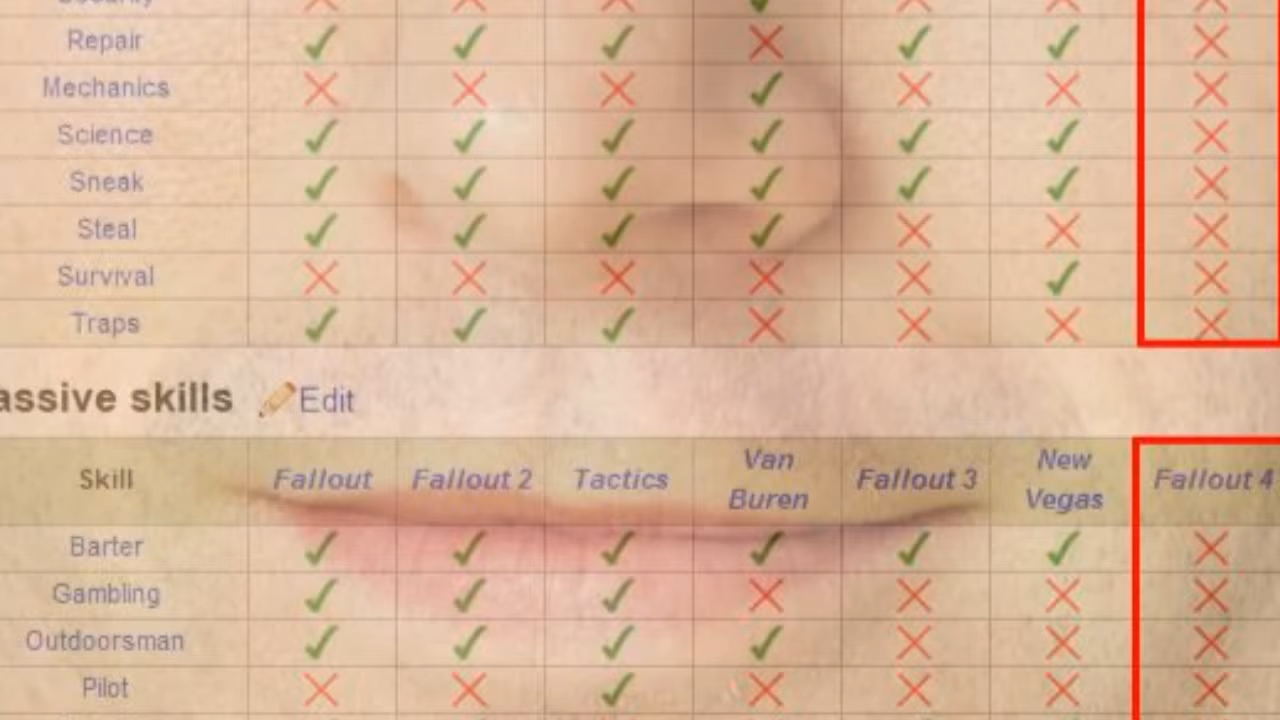 Security
Repair
Mechanics
Science
Sneak
Steal
Survival
Traps
assive skills Edit
Skill Fallout Fallout 2 Tactics Van Buren Fallout 3 New Vegas Fallout 4
Barter
Gambling
Outdoorsman
Pilot